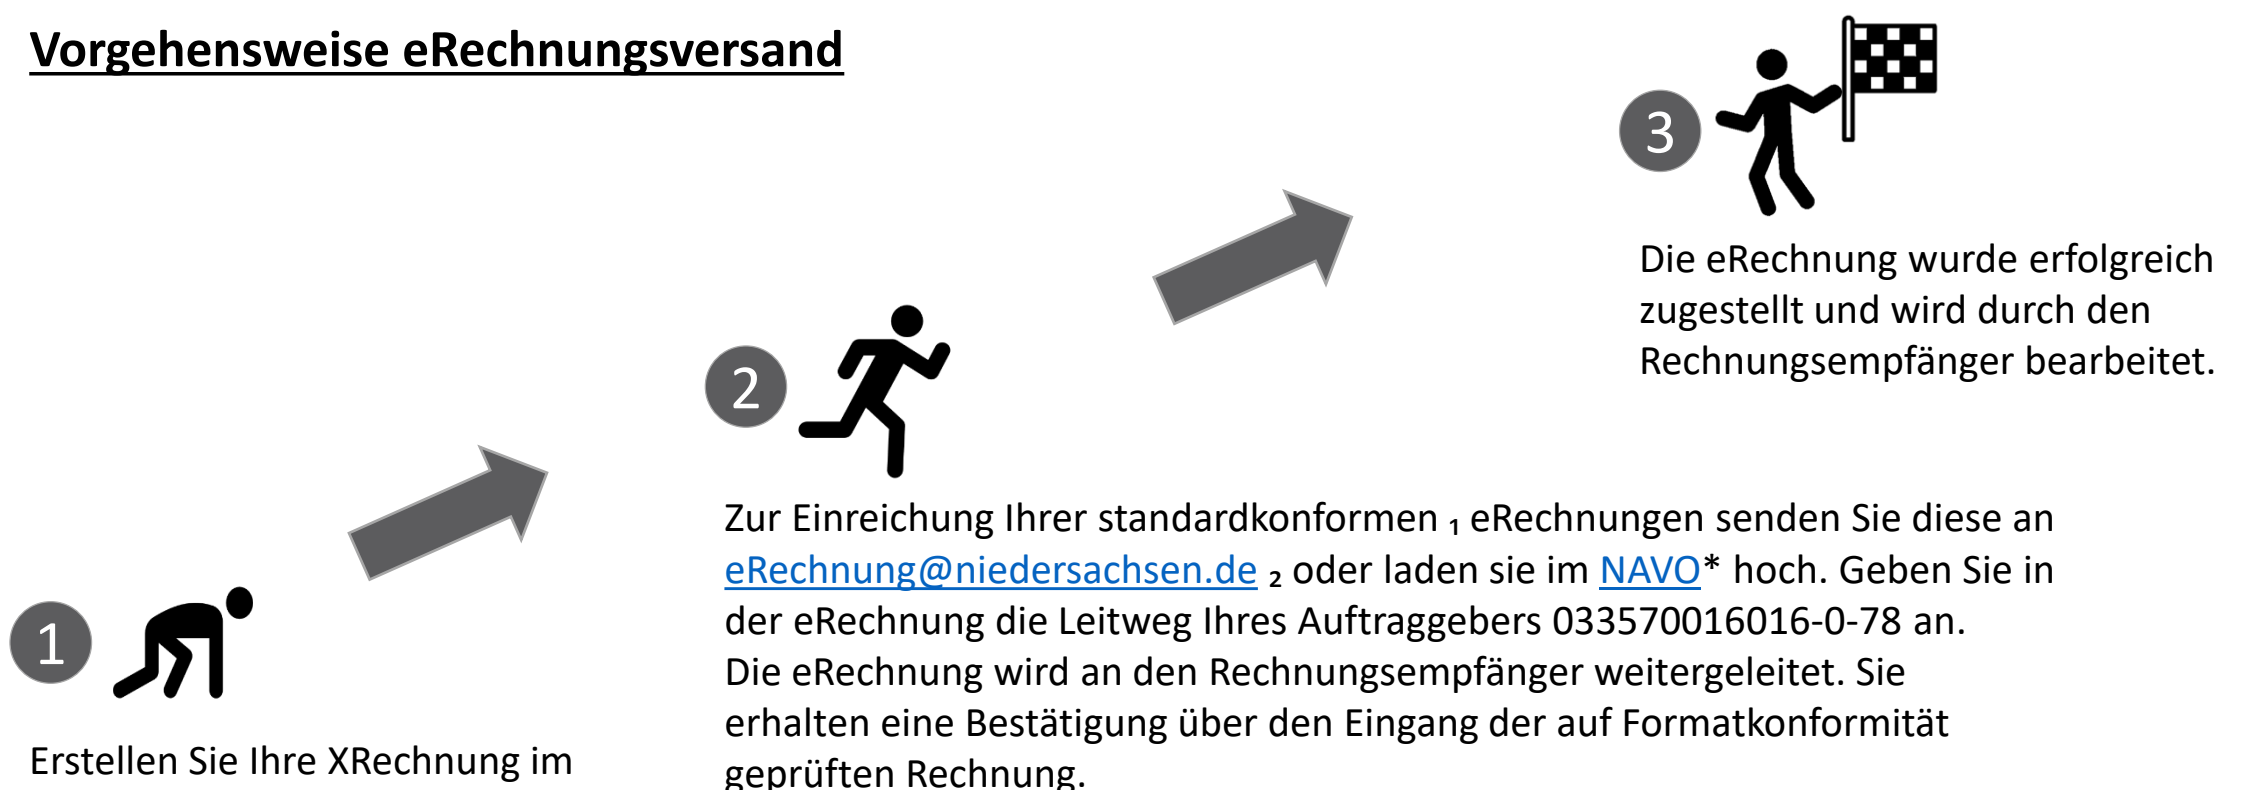 Vorgehensweise eRechnungsversand
3
Die eRechnung wurde erfolgreich
zugestellt und wird durch den
Rechnungsempfänger bearbeitet.
2
Zur Einreichung Ihrer standardkonformen ₁ eRechnungen senden Sie diese an
eRechnung@niedersachsen.de ₂ oder laden sie im NAVO* hoch. Geben Sie in
der eRechnung die Leitweg Ihres Auftraggebers 033570016016-0-78 an.
Die eRechnung wird an den Rechnungsempfänger weitergeleitet. Sie
erhalten eine Bestätigung über den Eingang der auf Formatkonformität
geprüften Rechnung.
1
Erstellen Sie Ihre XRechnung im